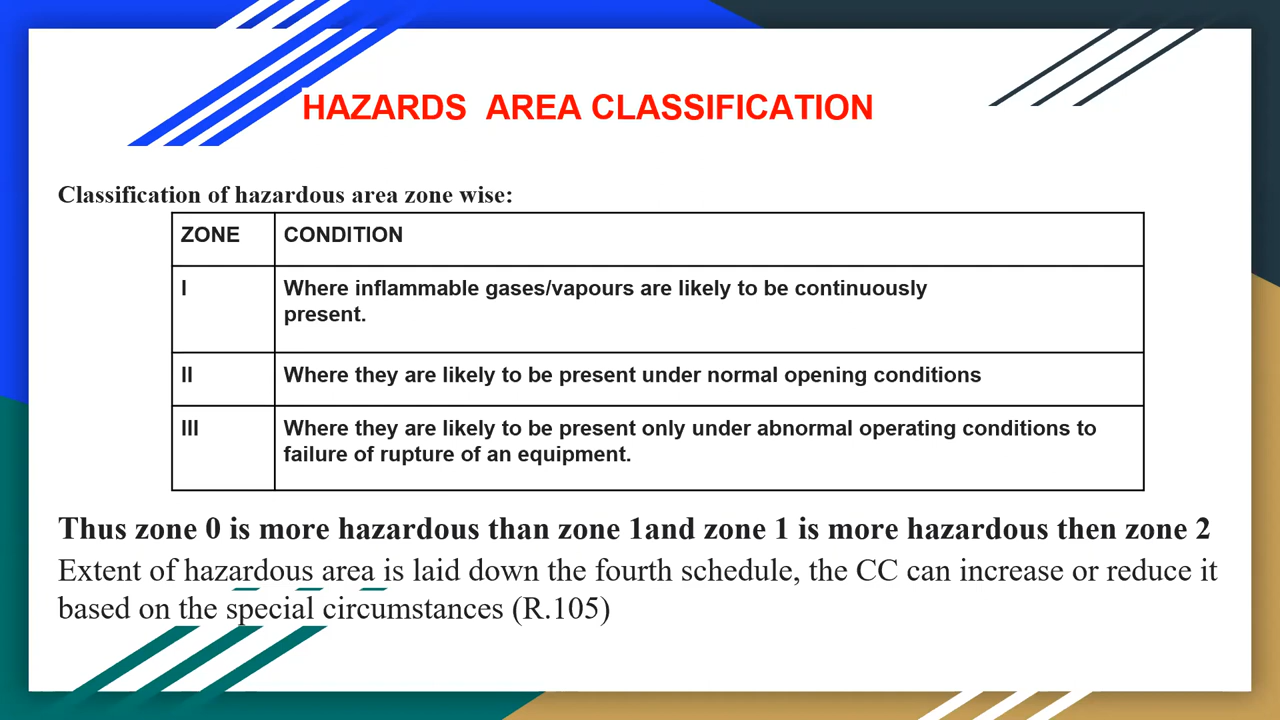 HAZARDS AREA CLASSIFICATION
Classification of hazardous area zone wise:
ZONE CONDITION
I Where inflammable gases/vapours are likely to be continuously
present.
II Where they are likely to be present under normal opening conditions
III Where they are likely to be present only under abnormal operating conditions to
failure of rupture of an equipment.
Thus zone 0 is more hazardous than zone 1and zone 1 is more hazardous then zone 2
Extent of hazardous area is laid down the fourth schedule, the CC can increase or reduce it
based on the special circumstances (R.105)